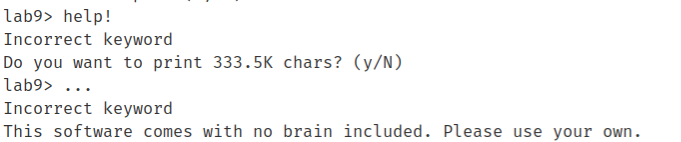 lab9> help!
Incorrect keyword
Do you want to print 333.5K chars? (y/N)
lab9> ...
Incorrect keyword
This software comes with no brain included. Please use your own.